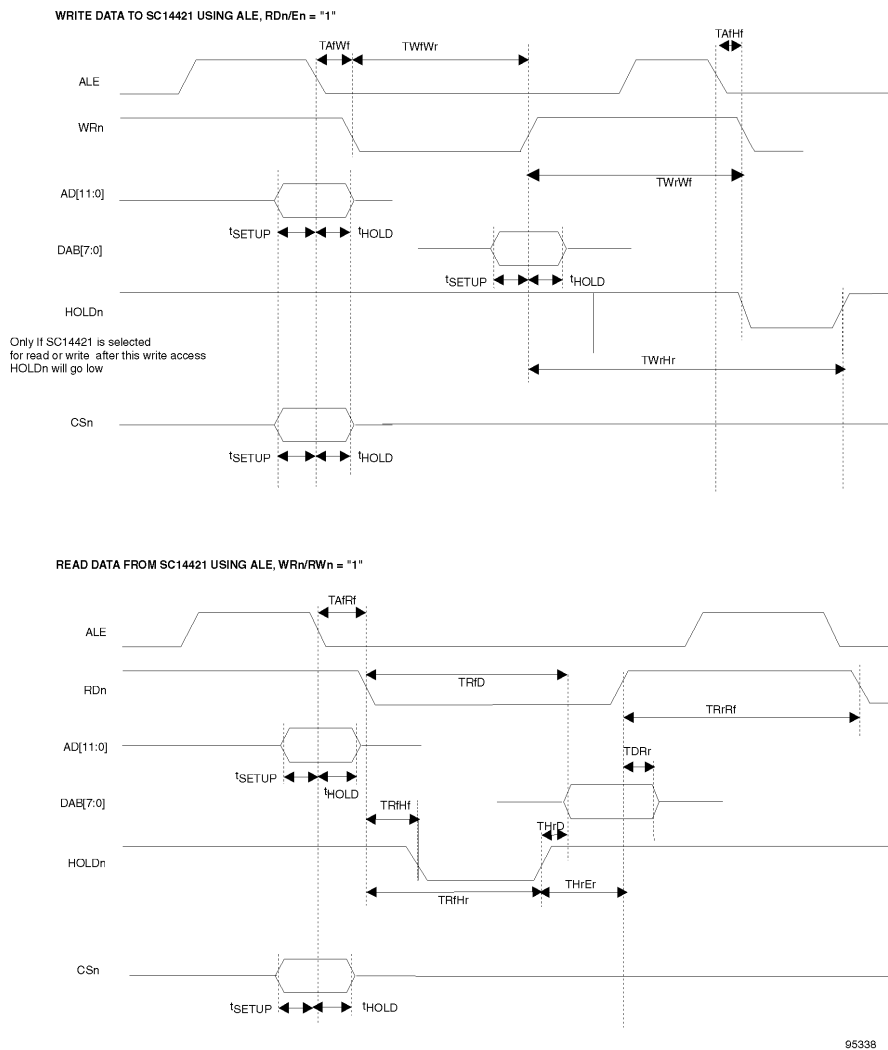 WRITE DATA TO SC14421 USING ALE, RDn/En = "1"
TAfWf
TWfWr
TAfHf
ALE
WRn
TWrWf
AD[11:0]
tSETUP
tHOLD
DAB[7:0]
tSETUP
tHOLD
HOLDn
Only If SC14421 is selected
for read or write after this write access
HOLDn will go low
TWrHr
CSn
tSETUP
tHOLD
READ DATA FROM SC14421 USING ALE, WRn/RWn = "1"
TAfRf
ALE
RDn
TRfD
TRrRf
AD[11:0]
TDRr
tSETUP
tHOLD
DAB[7:0]
TRfHf
THrD
HOLDn
THrEr
TRfHr
CSn
tSETUP
tHOLD
95338